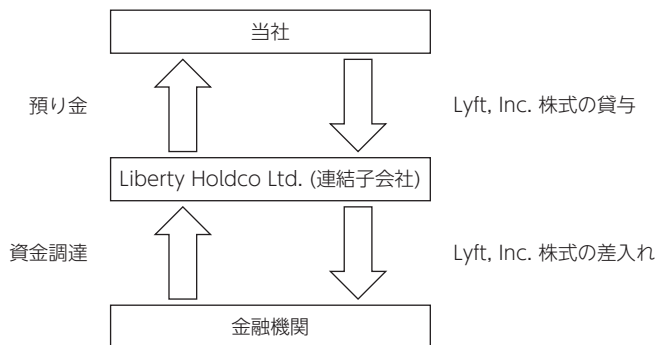 当社
預り金
Lyft, Inc. 株式の貸与
Liberty Holdco Ltd. (連結子会社)
資金調達
Lyft, Inc. 株式の差入れ
金融機関